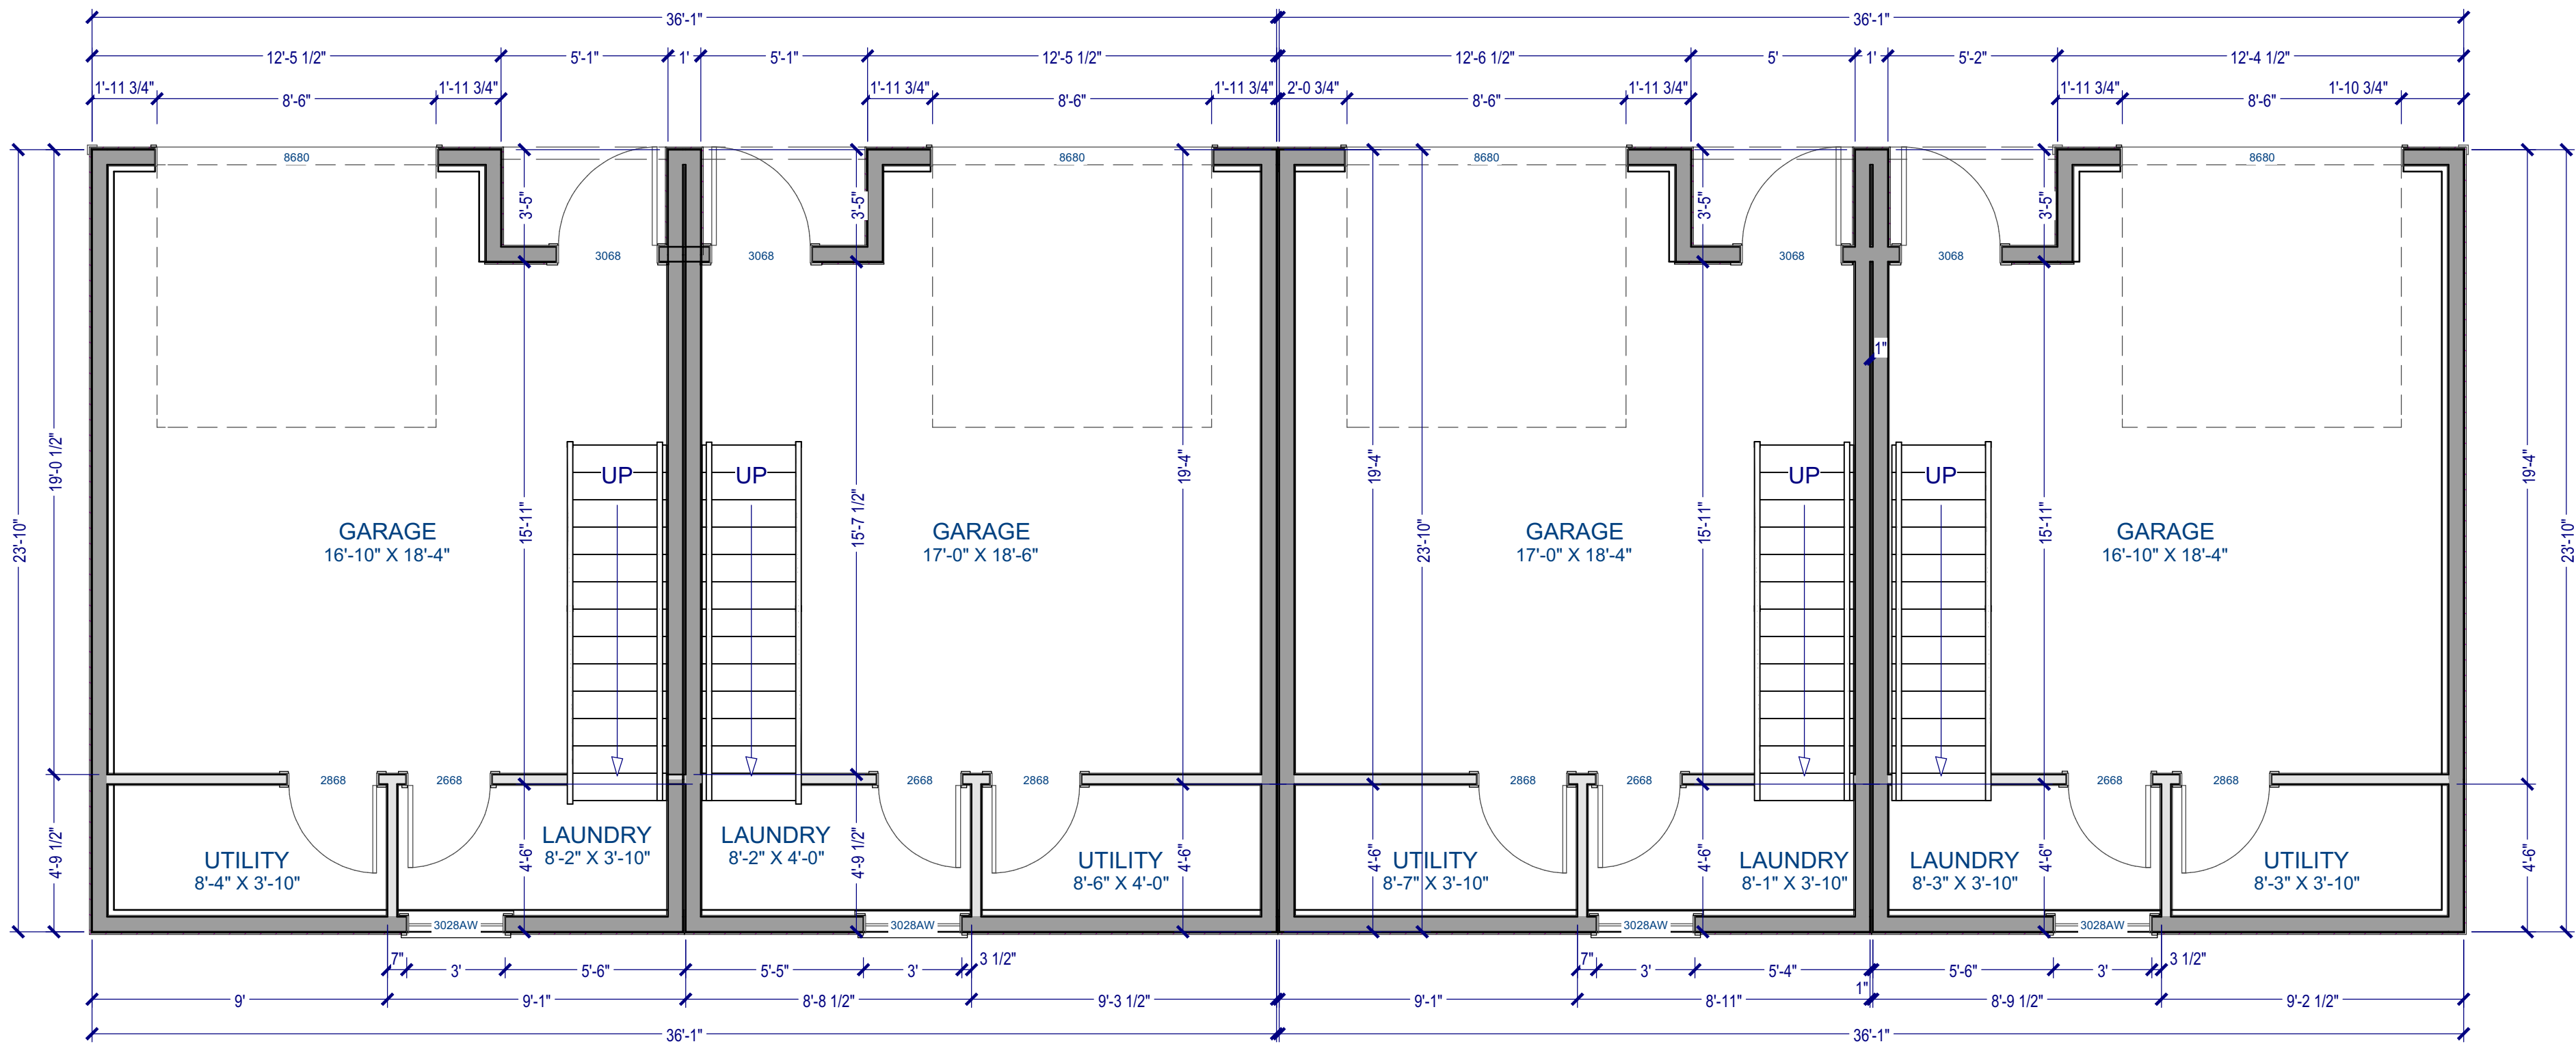 36'-1" 36'-1"
12'-5 1/2" 5'-1" 1' 5'-1" 12'-5 1/2" 12'-6 1/2" 5' 1' 5'-2" 12'-4 1/2"
1'-11 3/4" 8'-6" 1'-11 3/4" 1'-11 3/4" 8'-6" 1'-11 3/4" 2'-0 3/4" 8'-6" 1'-11 3/4" 1'-11 3/4" 8'-6" 1'-10 3/4"
8680 8680 8680 8680
3'-5" 3'-5" 3'-5" 3'-5"
3068 3068 3068 3068
1"
19'-0 1/2" 19'-4" 19'-4" 19'-4"
UP UP UP UP
23'-10" 15'-11" 15'-7 1/2" 23'-10" 15'-11" 15'-11" 23'-10"
GARAGE GARAGE GARAGE GARAGE
16'-10" X 18'-4" 17'-0" X 18'-6" 17'-0" X 18'-4" 16'-10" X 18'-4"
2868 2668 2668 2868 2868 2668 2668 2868
4'-9 1/2" 4'-6" 4'-9 1/2" 4'-6" 4'-6" 4'-6" 4'-6" 4'-6"
LAUNDRY LAUNDRY
8'-2" X 3'-10" 8'-2" X 4'-0"
UTILITY UTILITY UTILITY LAUNDRY LAUNDRY UTILITY
8'-4" X 3'-10" 8'-6" X 4'-0" 8'-7" X 3'-10" 8'-1" X 3'-10" 8'-3" X 3'-10" 8'-3" X 3'-10"
3028AW 3028AW 3028AW 3028AW
7" 3' 5'-6" 5'-5" 3' 3 1/2" 7" 3' 5'-4" 5'-6" 3' 3 1/2"
1"
9' 9'-1" 8'-8 1/2" 9'-3 1/2" 9'-1" 8'-11" 8'-9 1/2" 9'-2 1/2"
36'-1" 36'-1"